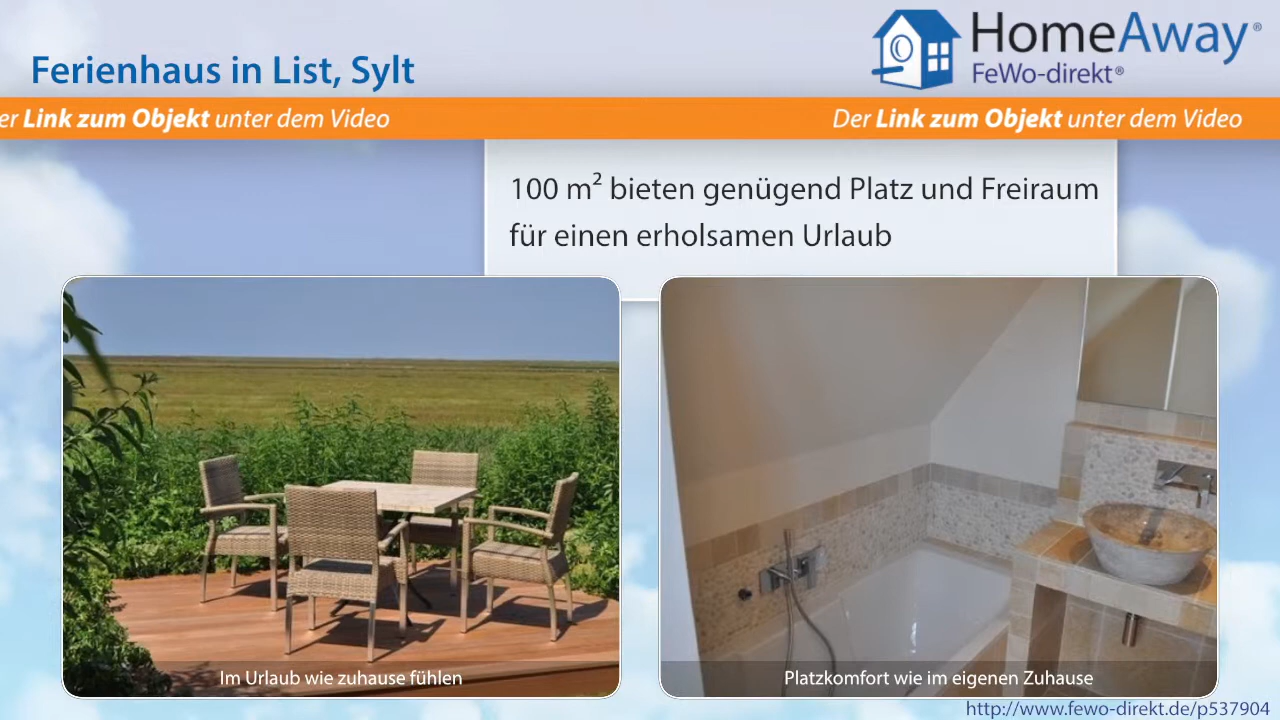 Ferienhaus in List, Sylt
HomeAway®
FeWo-direkt®
er Link zum Objekt unter dem Video
Der Link zum Objekt unter dem Video
100 m² bieten genügend Platz und Freiraum
für einen erholsamen Urlaub
Im Urlaub wie zuhause fühlen
Platzkomfort wie im eigenen Zuhause
http://www.fewo-direkt.de/p537904